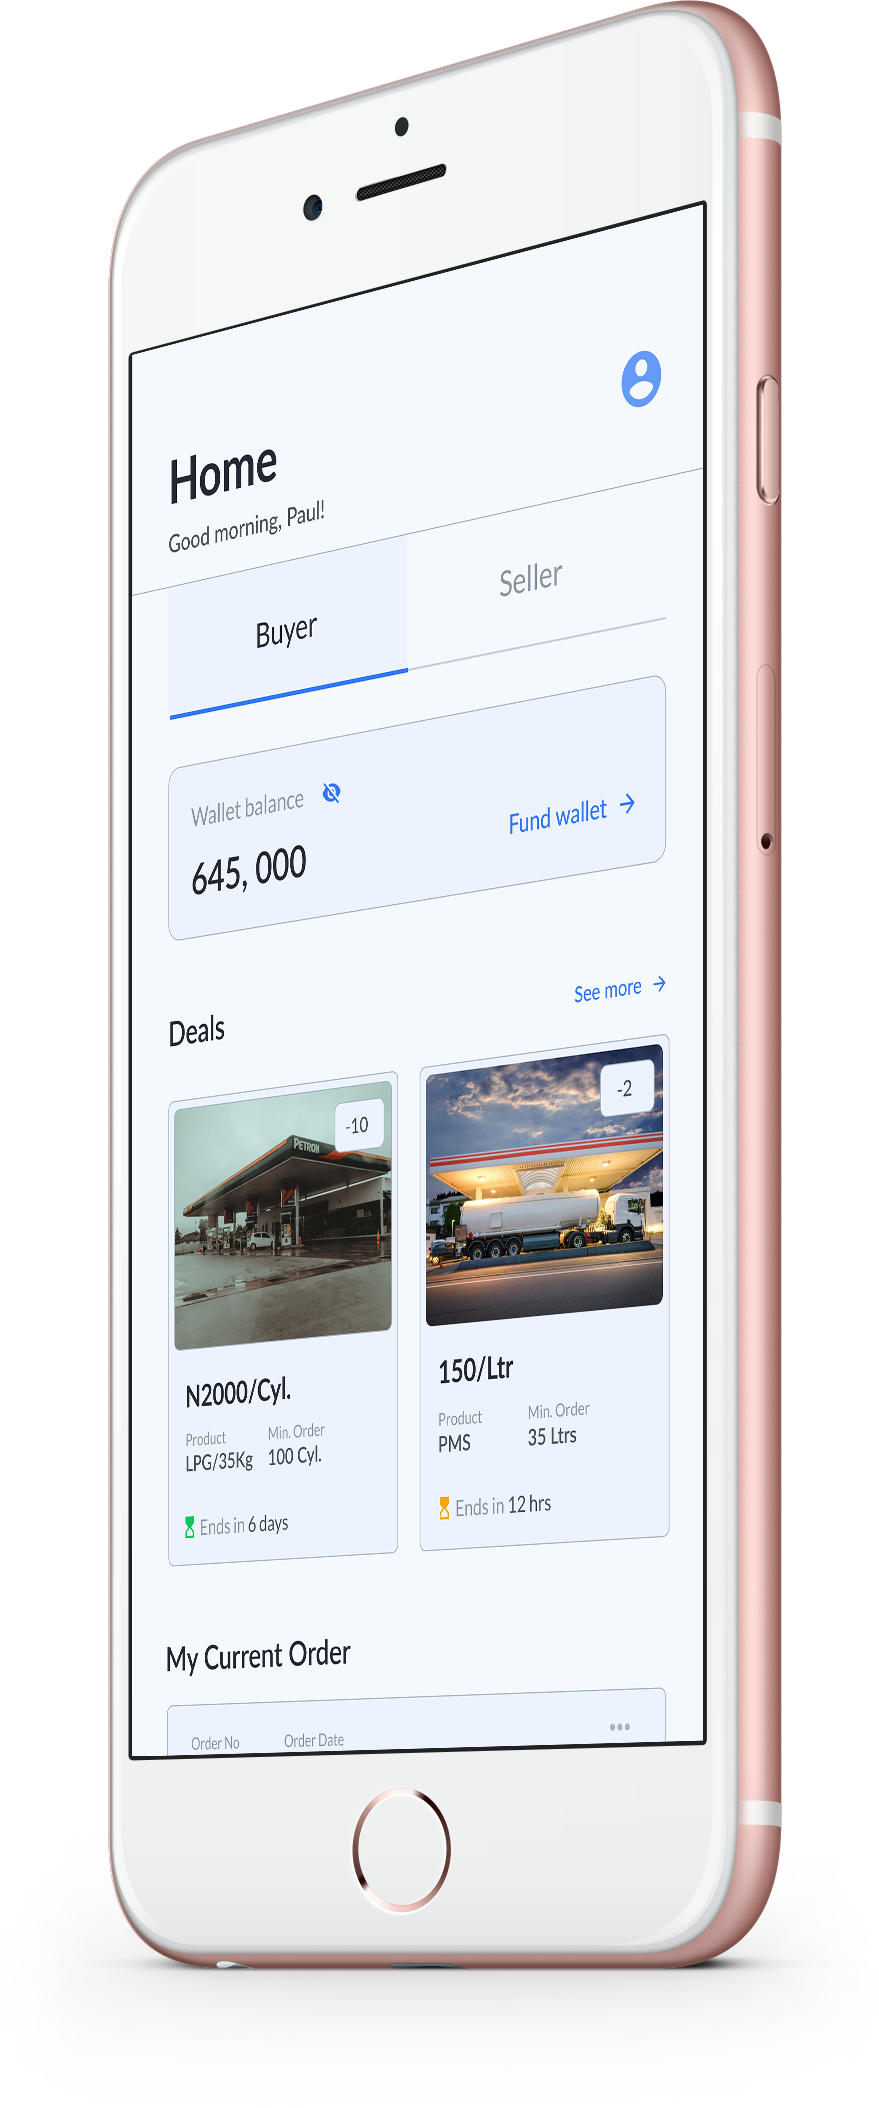 Home
Good morning, Paul!
Buyer
Seller
Wallet balance
645, 000
Fund wallet
Deals
See more
-10
PETRON
N2000/Cyl.
Product
Min. Order
LPG/35Kg
100 Cyl.
Ends in 6 days
-2
150/Ltr
Product
Min. Order
PMS
35 Ltrs
Ends in 12 hrs
My Current Order
Order No
Order Date